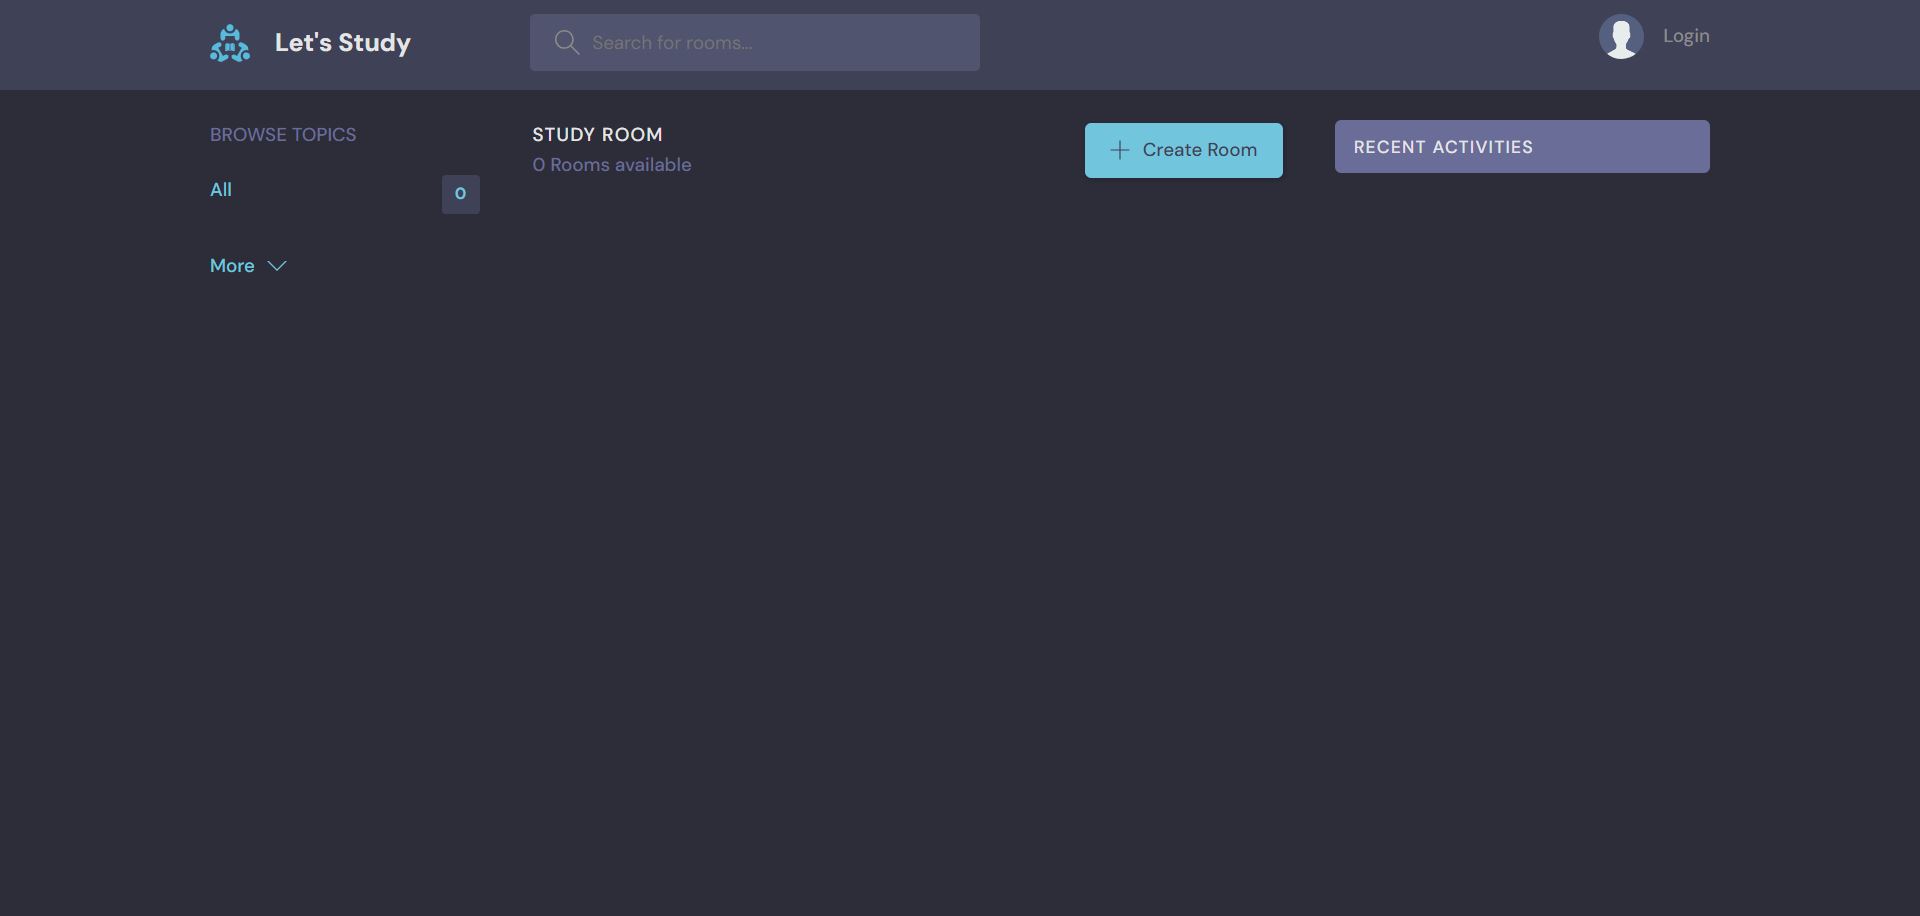 Let's Study
Search for rooms...
Login
BROWSE TOPICS
All
0
More
STUDY ROOM
0 Rooms available
Create Room
RECENT ACTIVITIES